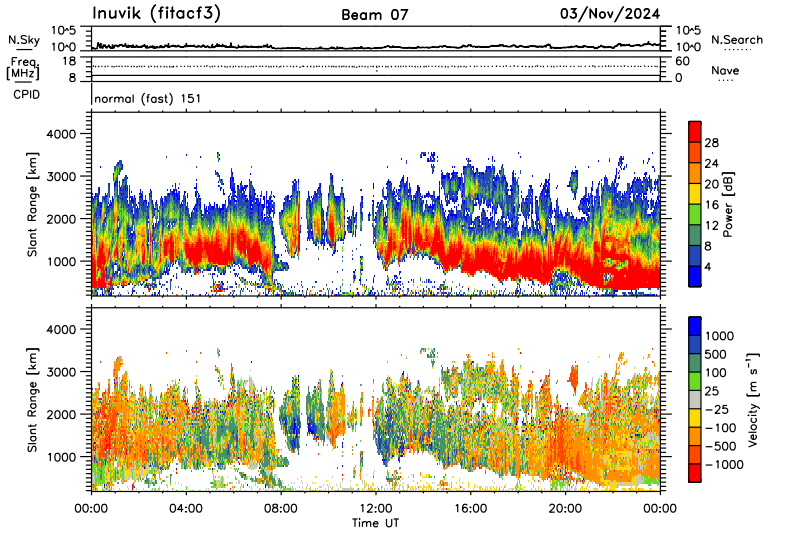 Inuvik (fitacf3) Beam 07 03/Nov/2024
N.Sky 10^5 10^0 10^5 10^0 N.Search
Freq. [MHz] 18 8 60 0 Nave
CPID normal (fast) 151
Slant Range [km] 4000 3000 2000 1000
28 24 20 16 12 8 4 Power [dB]
Slant Range [km] 4000 3000 2000 1000
1000 500 100 25 −25 −100 −500 −1000 Velocity [m s⁻¹]
00:00 04:00 08:00 12:00 16:00 20:00 00:00
Time UT